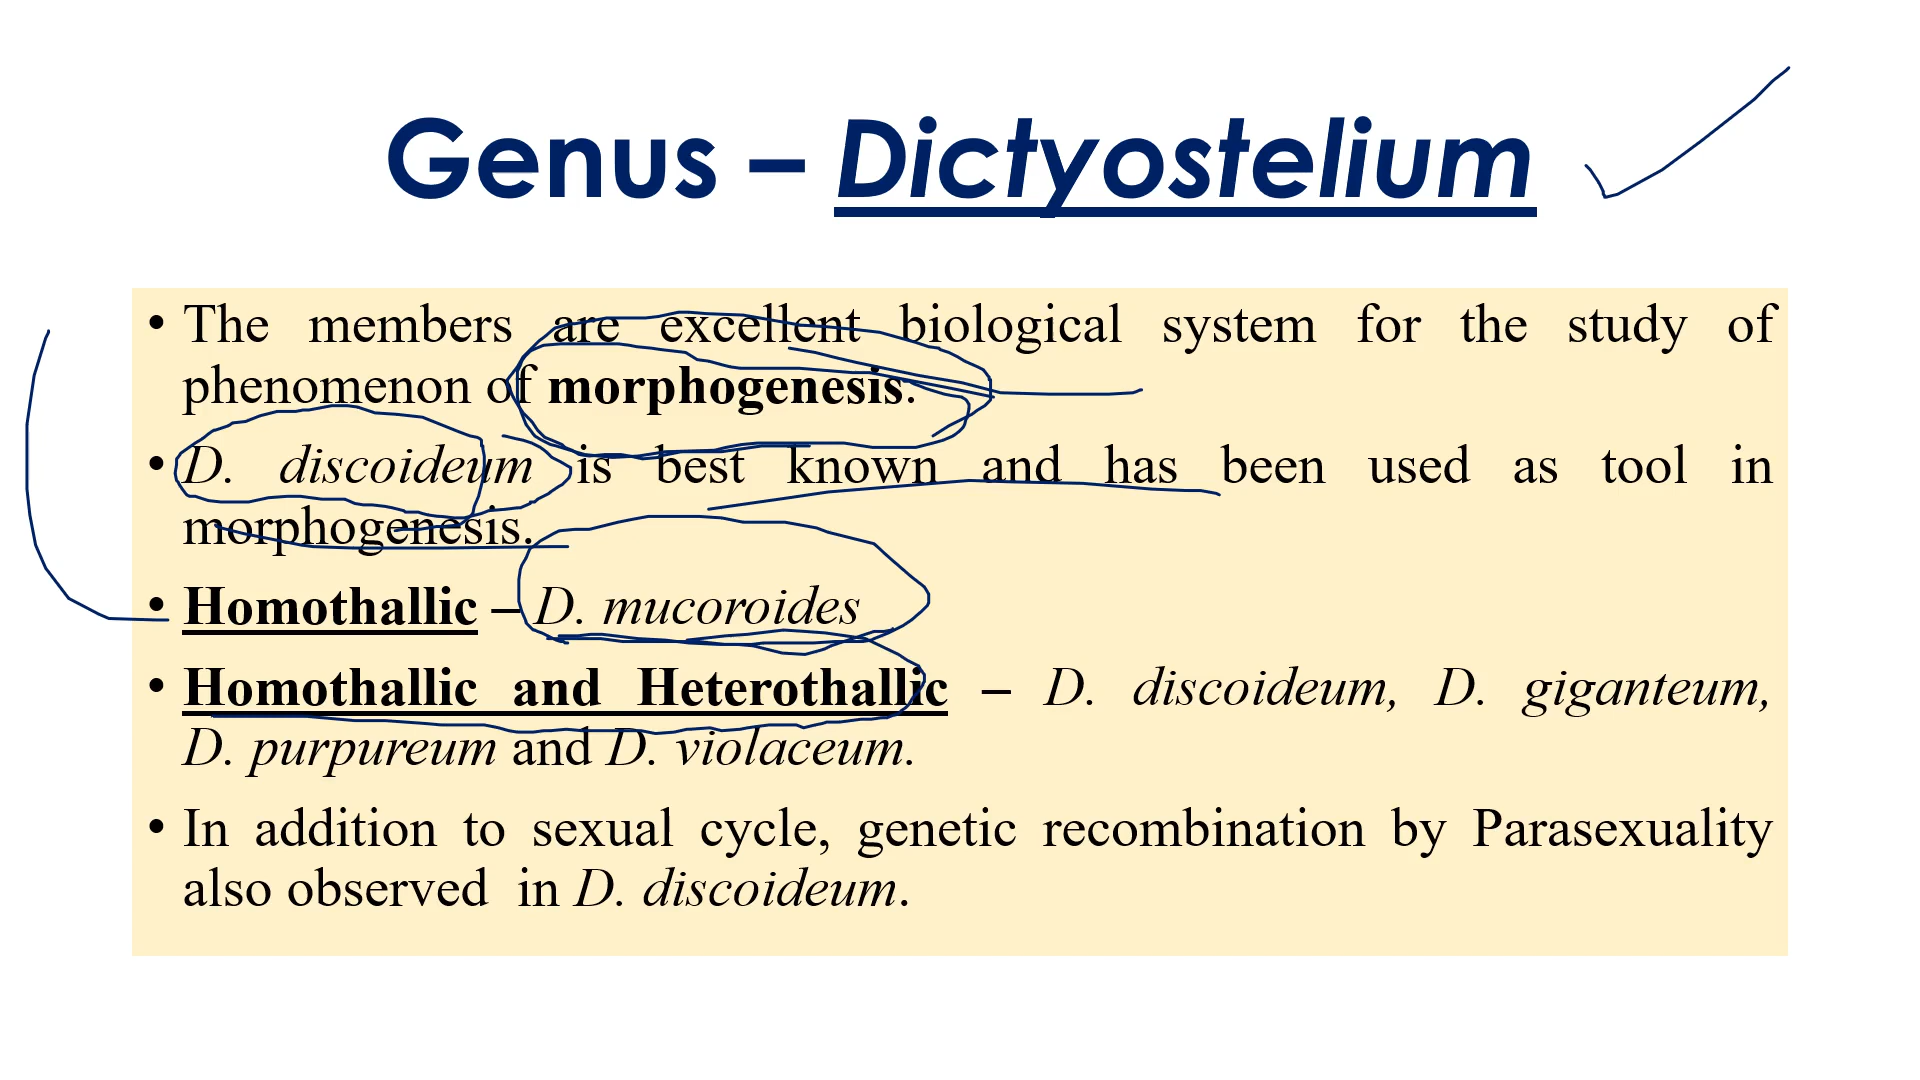 Genus – Dictyostelium
• The members are excellent biological system for the study of
phenomenon of morphogenesis.
• D. discoideum is best known and has been used as tool in
morphogenesis.
• Homothallic – D. mucoroides
• Homothallic and Heterothallic – D. discoideum, D. giganteum,
D. purpureum and D. violaceum.
• In addition to sexual cycle, genetic recombination by Parasexuality
also observed  in D. discoideum.